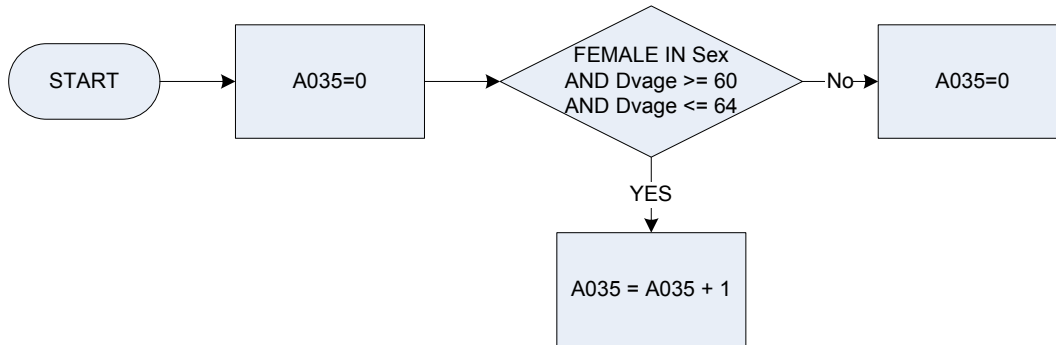 START
A035=0
FEMALE IN Sex
AND Dvage >= 60
AND Dvage <= 64
No
A035=0
YES
A035 = A035 + 1